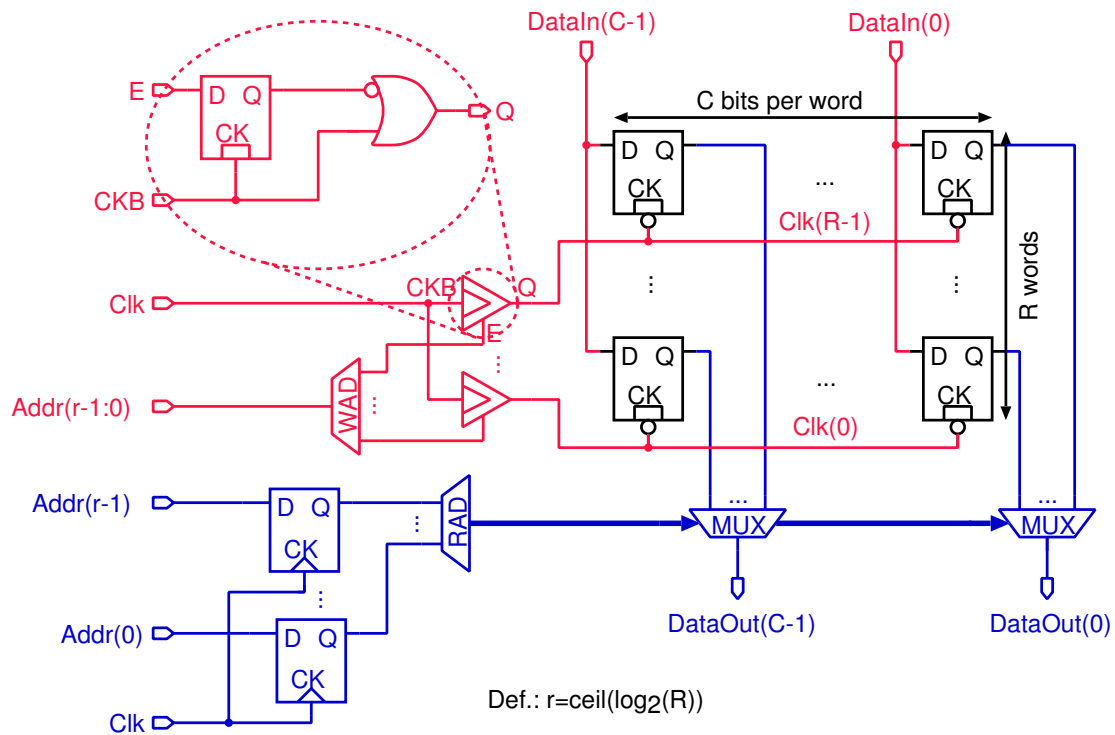 DataIn(C-1)
DataIn(0)
E
D Q
CK
Q
CKB
C bits per word
D Q
CK
...
D Q
CK
Clk(R-1)
R words
...
...
Clk
CKB
Q
E
...
Addr(r-1:0)
WAD
...
D Q
CK
...
D Q
CK
Clk(0)
Addr(r-1)
D Q
CK
...
RAD
...
MUX
...
MUX
...
Addr(0)
D Q
CK
Clk
DataOut(C-1)
DataOut(0)
Def.: r=ceil(log2(R))